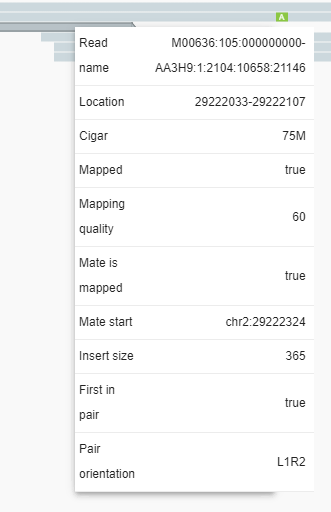 A
Read name M00636:105:000000000-AA3H9:1:2104:10658:21146
Location 29222033-29222107
Cigar 75M
Mapped true
Mapping quality 60
Mate is mapped true
Mate start chr2:29222324
Insert size 365
First in pair true
Pair orientation L1R2